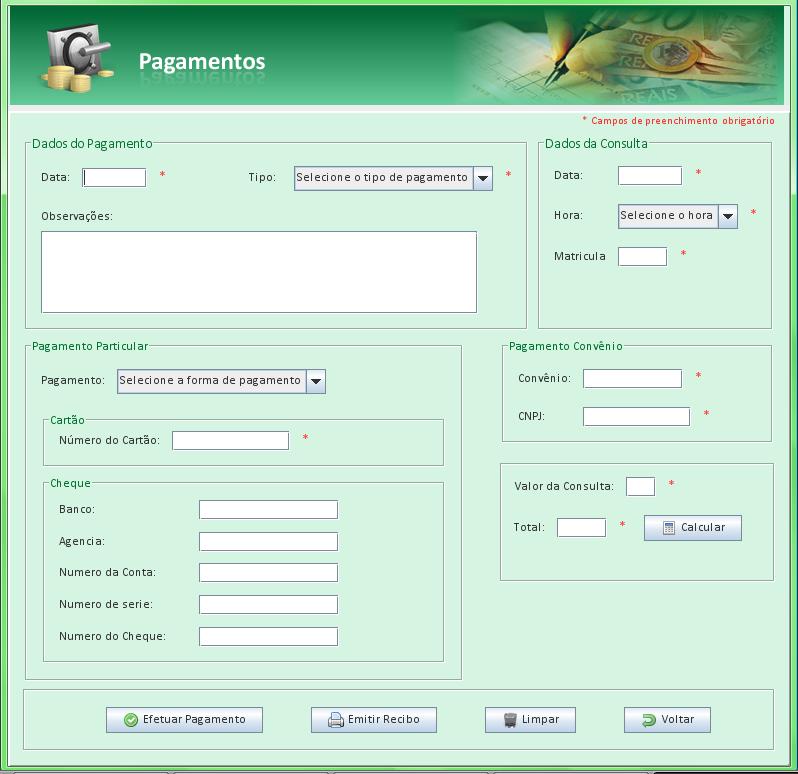 Pagamentos
REAIS
* Campos de preenchimento obrigatório
Dados do Pagamento
Data: *
Tipo: Selecione o tipo de pagamento *
Observações:
Dados da Consulta
Data: *
Hora: Selecione o hora *
Matricula *
Pagamento Particular
Pagamento: Selecione a forma de pagamento
Cartão
Número do Cartão: *
Cheque
Banco:
Agencia:
Numero da Conta:
Numero de serie:
Numero do Cheque:
Pagamento Convênio
Convênio: *
CNPJ: *
Valor da Consulta: *
Total: * Calcular
Efetuar Pagamento Emitir Recibo Limpar Voltar